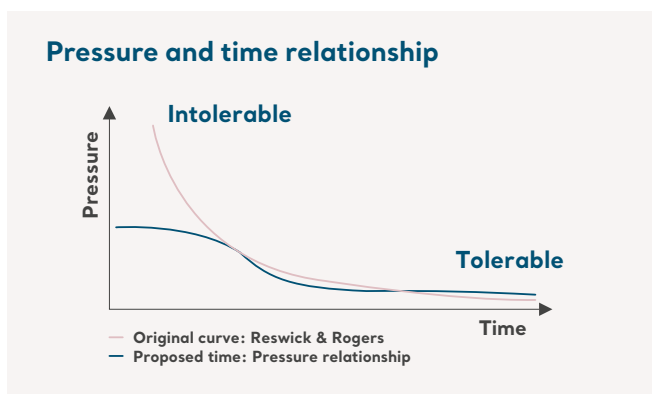 Pressure and time relationship
Intolerable
Pressure
Tolerable
Time
Original curve: Reswick & Rogers
Proposed time: Pressure relationship